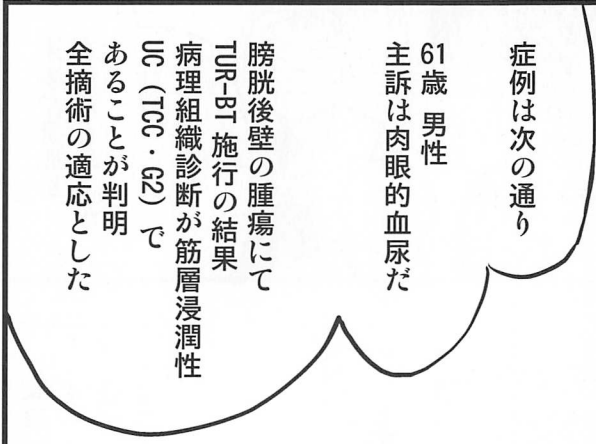 症例は次の通り
61歳 男性
主訴は肉眼的血尿だ
膀胱後壁の腫瘍にて
TUR-BT 施行の結果
病理組織診断が筋層浸潤性
UC(TCC・G2)で
あることが判明
全摘術の適応とした